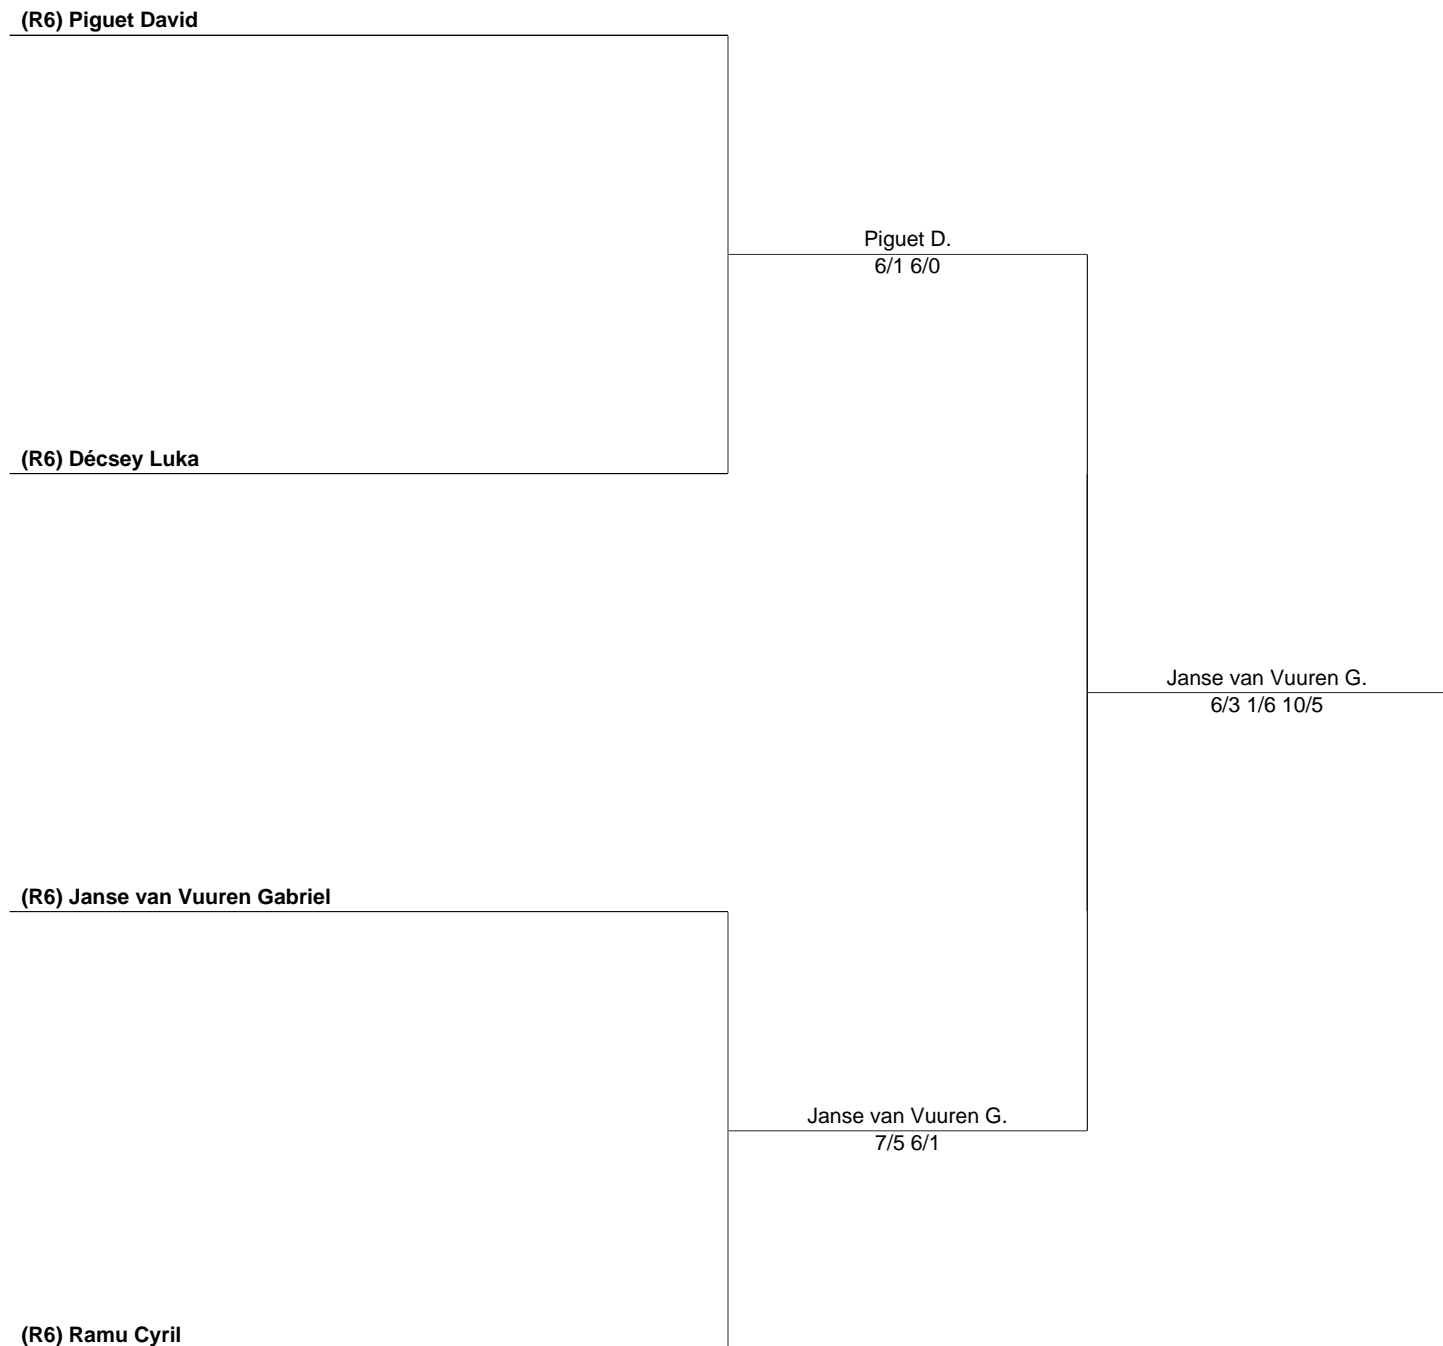 (R6) Piguet David
Piguet D.
6/1 6/0
(R6) Décsey Luka
Janse van Vuuren G.
6/3 1/6 10/5
(R6) Janse van Vuuren Gabriel
Janse van Vuuren G.
7/5 6/1
(R6) Ramu Cyril